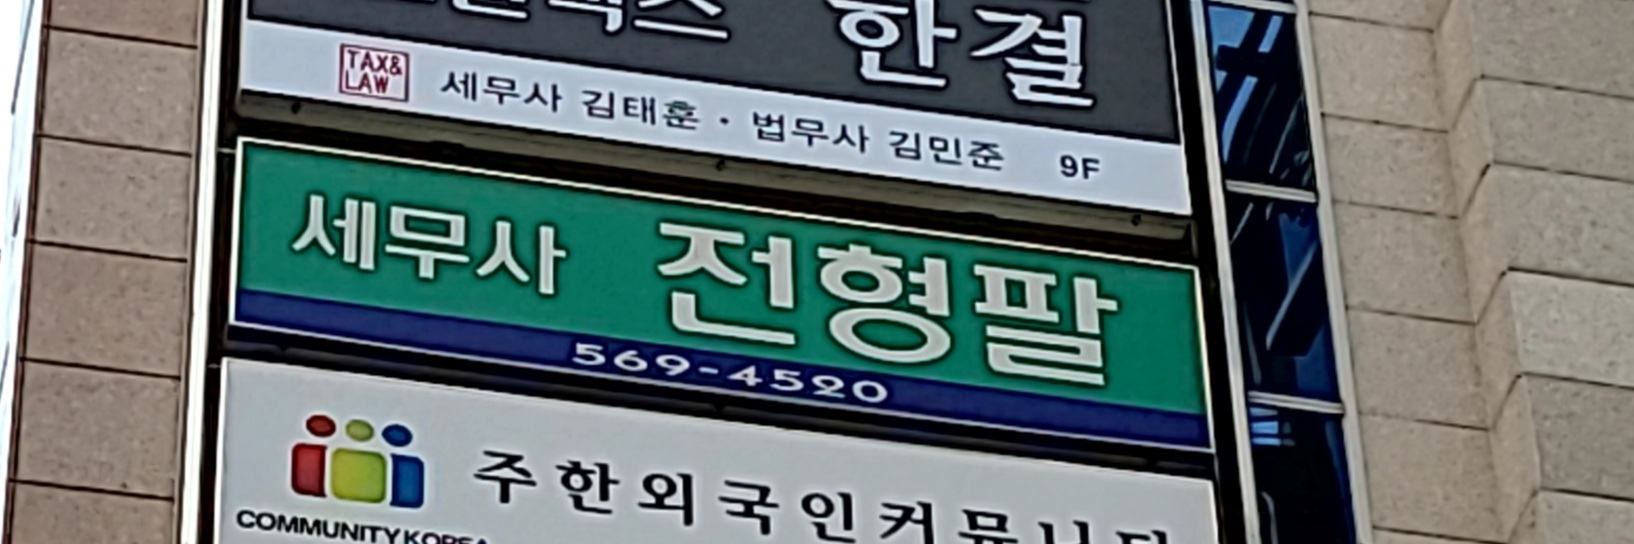 한결
TAX&
LAW
세무사 김태훈 · 법무사 김민준 9F
세무사 전형팔
569-4520
주한외국인커뮤니티
COMMUNITY KOREA